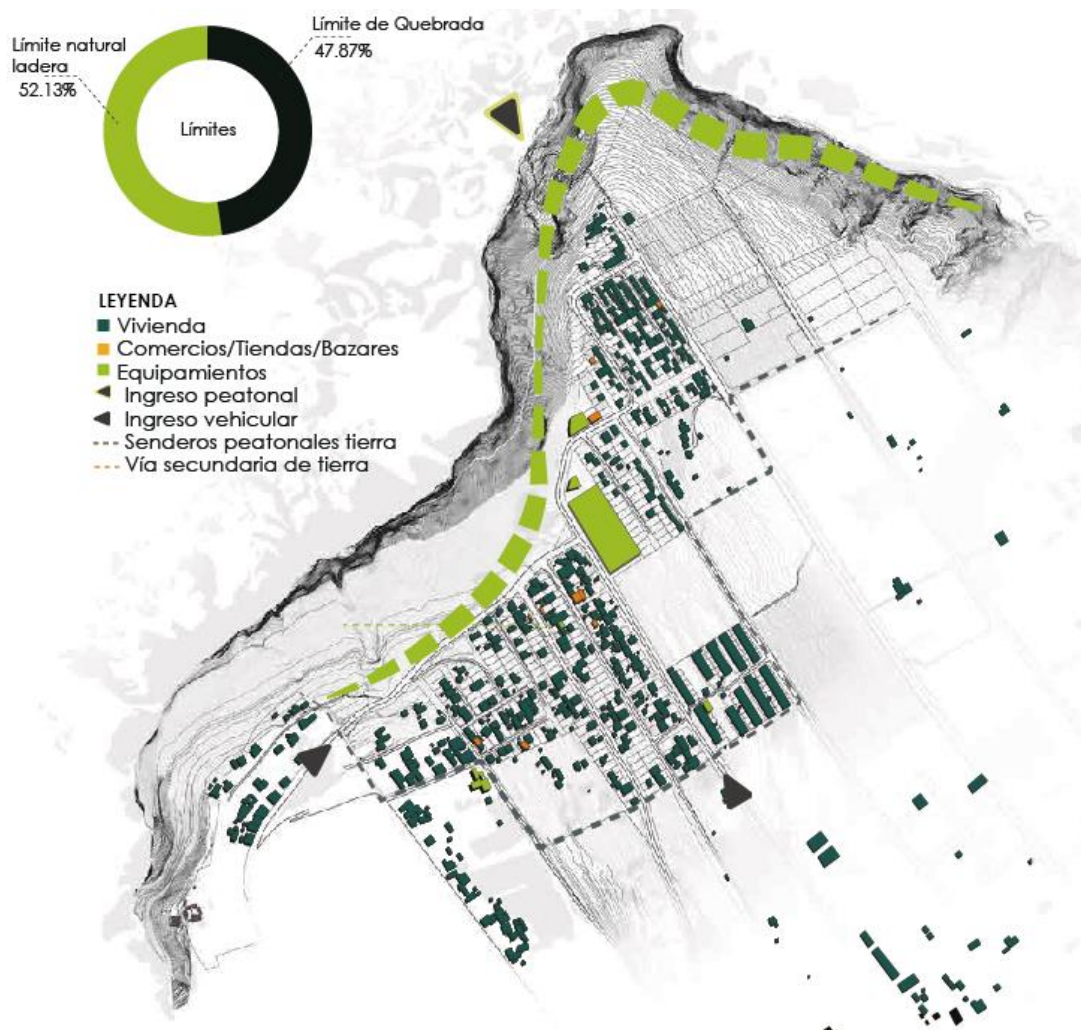 Límite natural
ladera
52.13%
Límite de Quebrada
47.87%
Límites
LEYENDA
Vivienda
Comercios/Tiendas/Bazares
Equipamientos
Ingreso peatonal
Ingreso vehicular
Senderos peatonales tierra
Vía secundaria de tierra